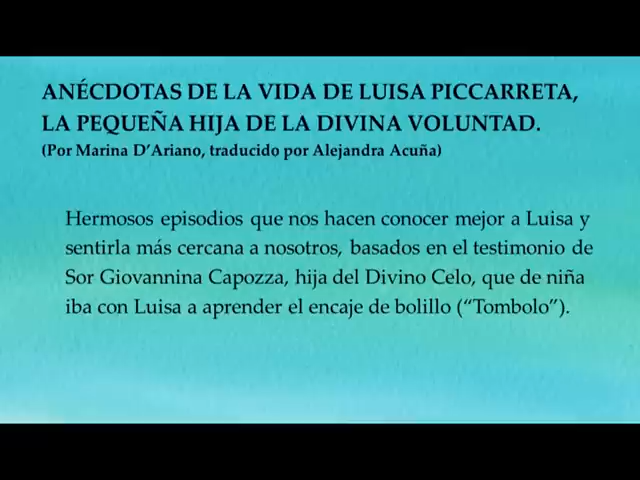 ANÉCDOTAS DE LA VIDA DE LUISA PICCARRETA,
LA PEQUEÑA HIJA DE LA DIVINA VOLUNTAD.
(Por Marina D’Ariano, traducido por Alejandra Acuña)
Hermosos episodios que nos hacen conocer mejor a Luisa y
sentirla más cercana a nosotros, basados en el testimonio de
Sor Giovannina Capozza, hija del Divino Celo, que de niña
iba con Luisa a aprender el encaje de bolillo (“Tombolo”).